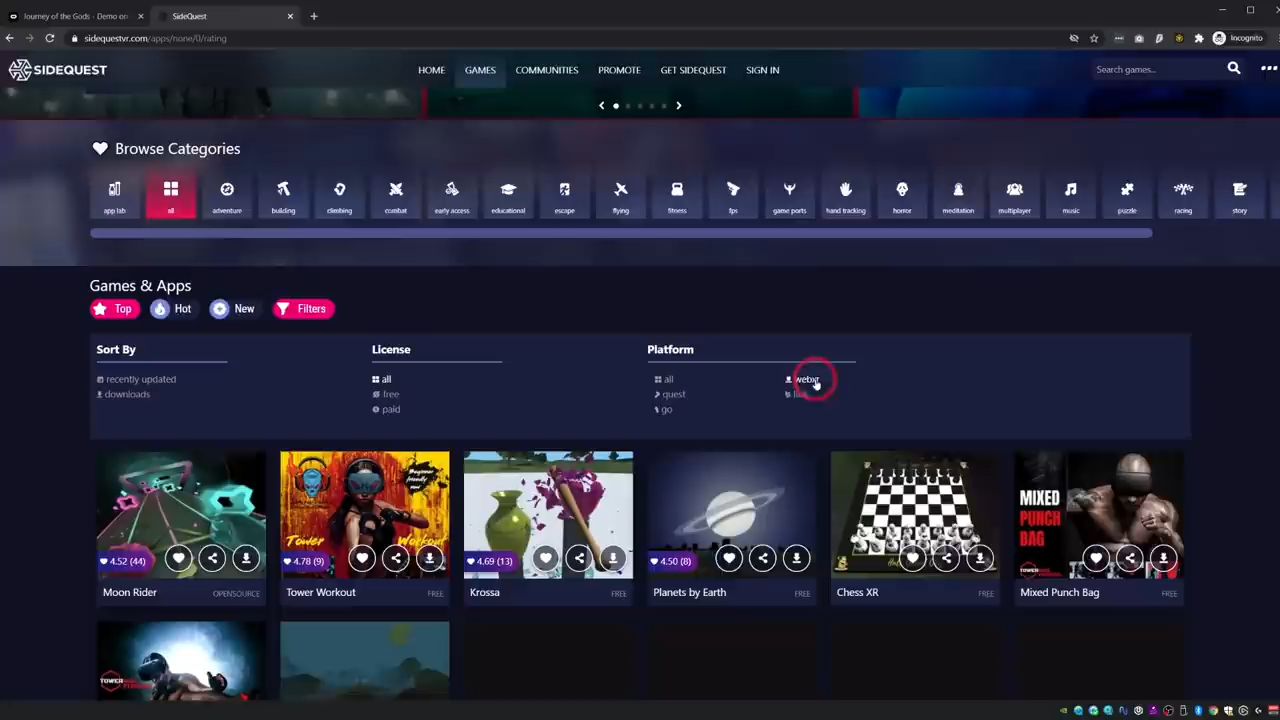 Journey of the Gods - Demo on
SideQuest
sidequestvr.com/apps/none/0/rating
Incognito
SIDEQUEST
HOME
GAMES
COMMUNITIES
PROMOTE
GET SIDEQUEST
SIGN IN
Search games...
Browse Categories
app lab
all
adventure
building
climbing
combat
early access
educational
escape
flying
fitness
fps
game ports
hand tracking
horror
meditation
multiplayer
music
puzzle
racing
story
Games & Apps
Top
Hot
New
Filters
Sort By
License
Platform
recently updated
all
all
webxr
downloads
free
quest
paid
go
Beginner
friendly
now
Tower
Workout
MIXED
PUNCH
BAG
4.52 (44)
4.78 (9)
4.69 (13)
4.50 (8)
Moon Rider
OPENSOURCE
Tower Workout
FREE
Krossa
FREE
Planets by Earth
FREE
Chess XR
FREE
Mixed Punch Bag
FREE